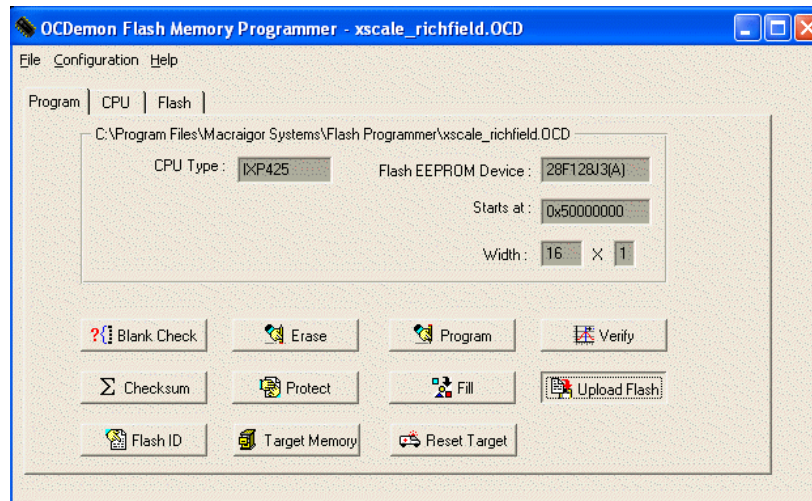 OCDemon Flash Memory Programmer - xscale_richfield.OCD
File Configuration Help
Program CPU Flash
C:\Program Files\Macraigor Systems\Flash Programmer\xscale_richfield.OCD
CPU Type : IXP425 Flash EEPROM Device : 28F128J3(A)
Starts at : 0x50000000
Width : 16 X 1
?{ Blank Check Erase Program Verify
Σ Checksum Protect Fill Upload Flash
Flash ID Target Memory Reset Target